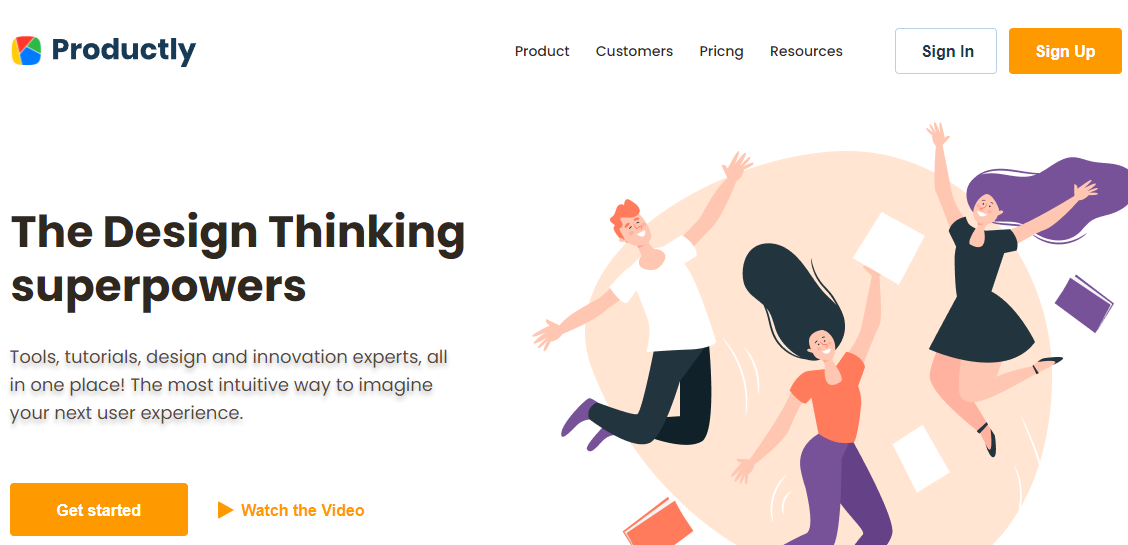 Productly
Product Customers Pricng Resources Sign In Sign Up
The Design Thinking
superpowers
Tools, tutorials, design and innovation experts, all
in one place! The most intuitive way to imagine
your next user experience.
Get started Watch the Video